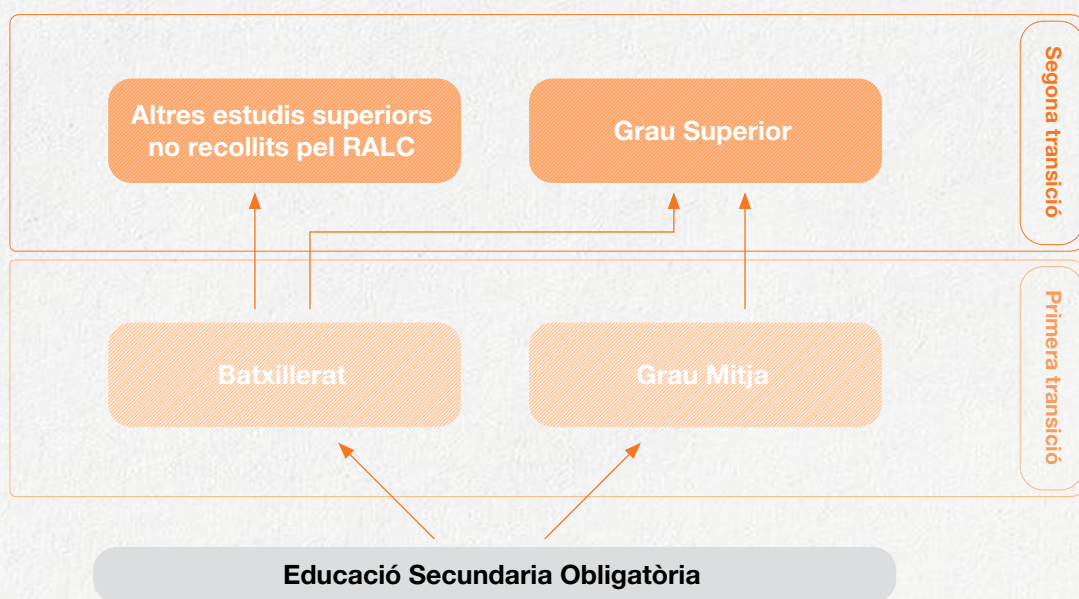 Segona transició
Altres estudis superiors
no recollits pel RALC
Grau Superior
Primera transició
Batxillerat
Grau Mitja
Educació Secundaria Obligatòria